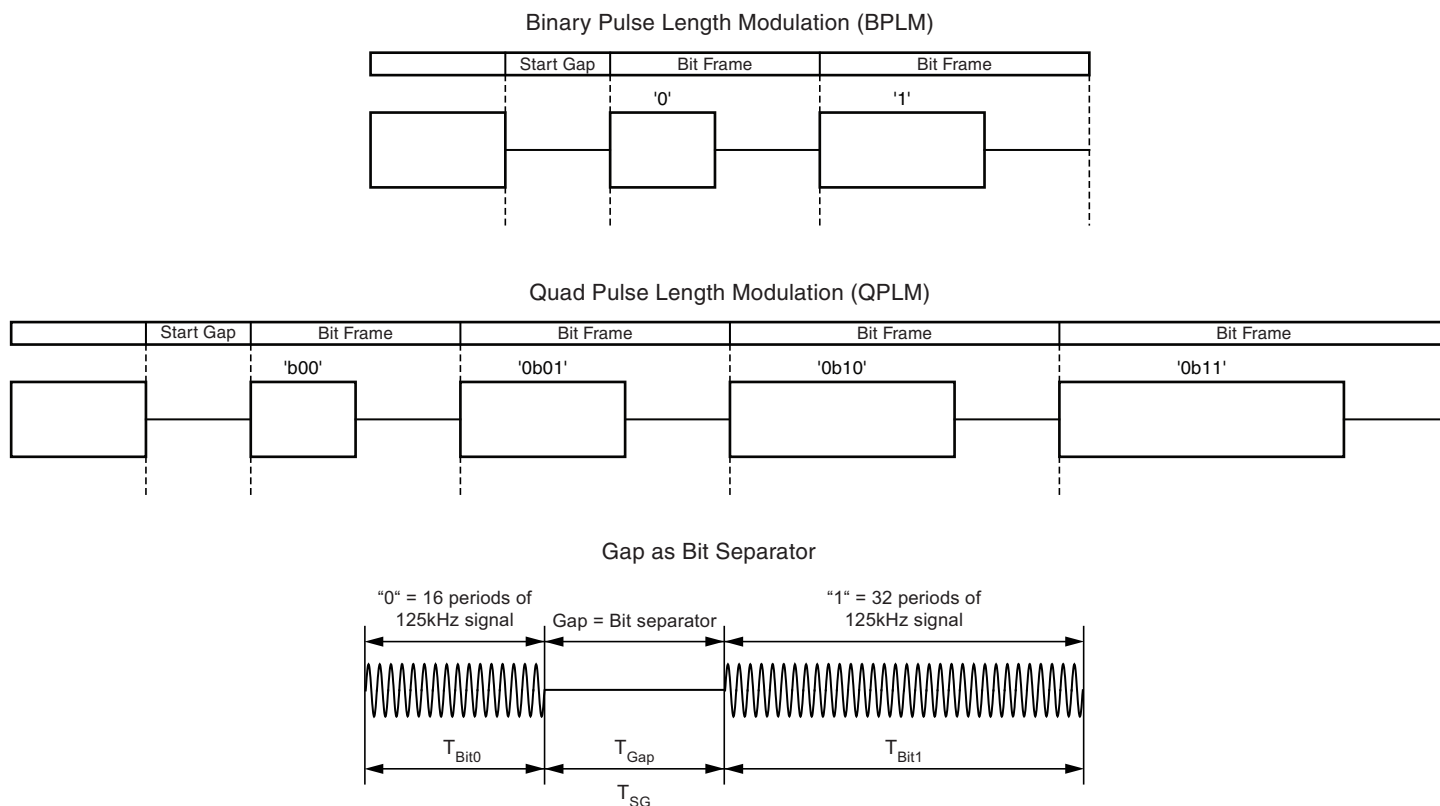 Binary Pulse Length Modulation (BPLM)
Start Gap Bit Frame Bit Frame
'0' '1'
Quad Pulse Length Modulation (QPLM)
Start Gap Bit Frame Bit Frame Bit Frame Bit Frame
'b00' '0b01' '0b10' '0b11'
Gap as Bit Separator
“0“ = 16 periods of
125kHz signal
Gap = Bit separator
“1“ = 32 periods of
125kHz signal
TBit0 TGap TBit1
TSG